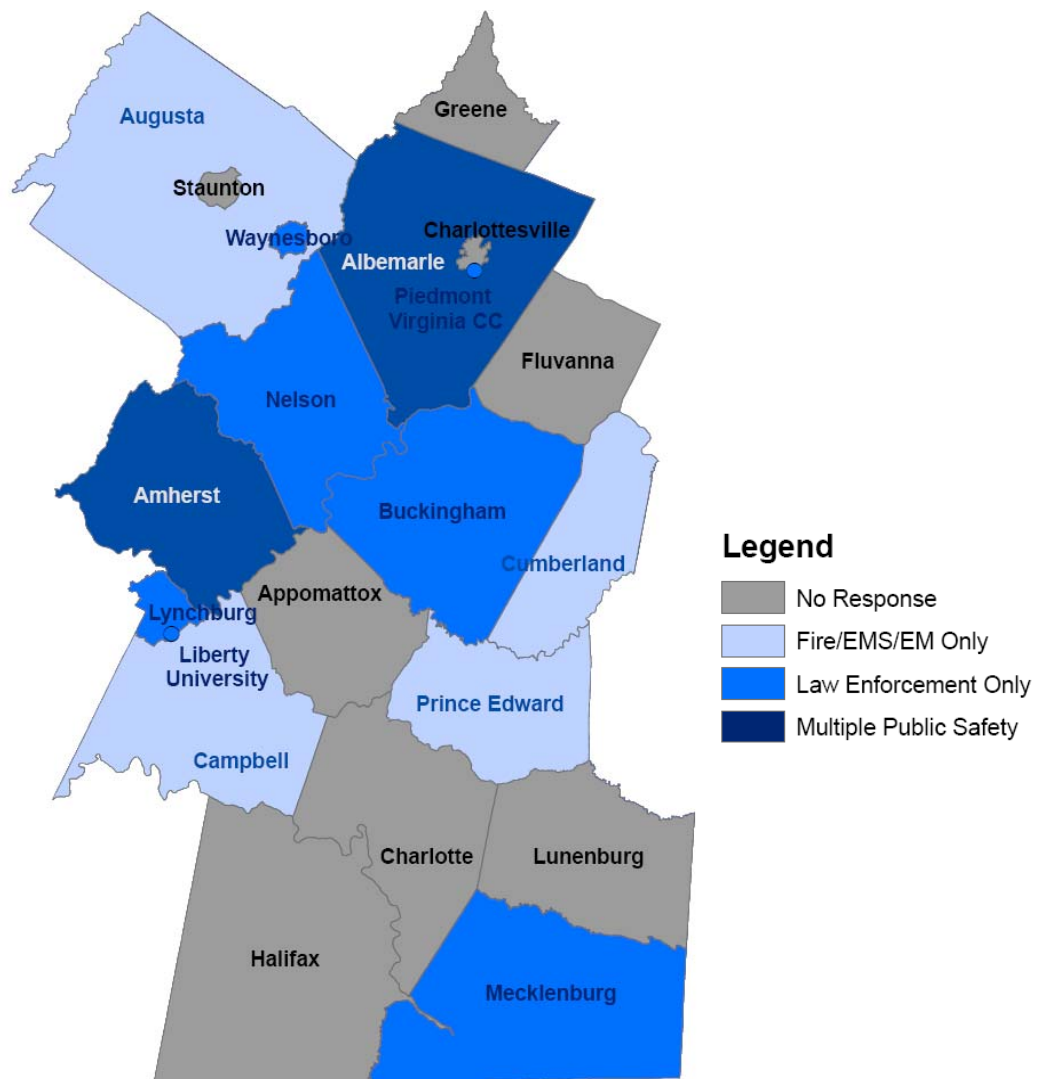 Greene
Augusta
Staunton
Charlottesville
Waynesboro
Albemarle
Piedmont
Virginia CC
Fluvanna
Nelson
Amherst
Buckingham
Cumberland
Appomattox
Lynchburg
Liberty
University
Prince Edward
Campbell
Charlotte
Lunenburg
Halifax
Mecklenburg
Legend
No Response
Fire/EMS/EM Only
Law Enforcement Only
Multiple Public Safety